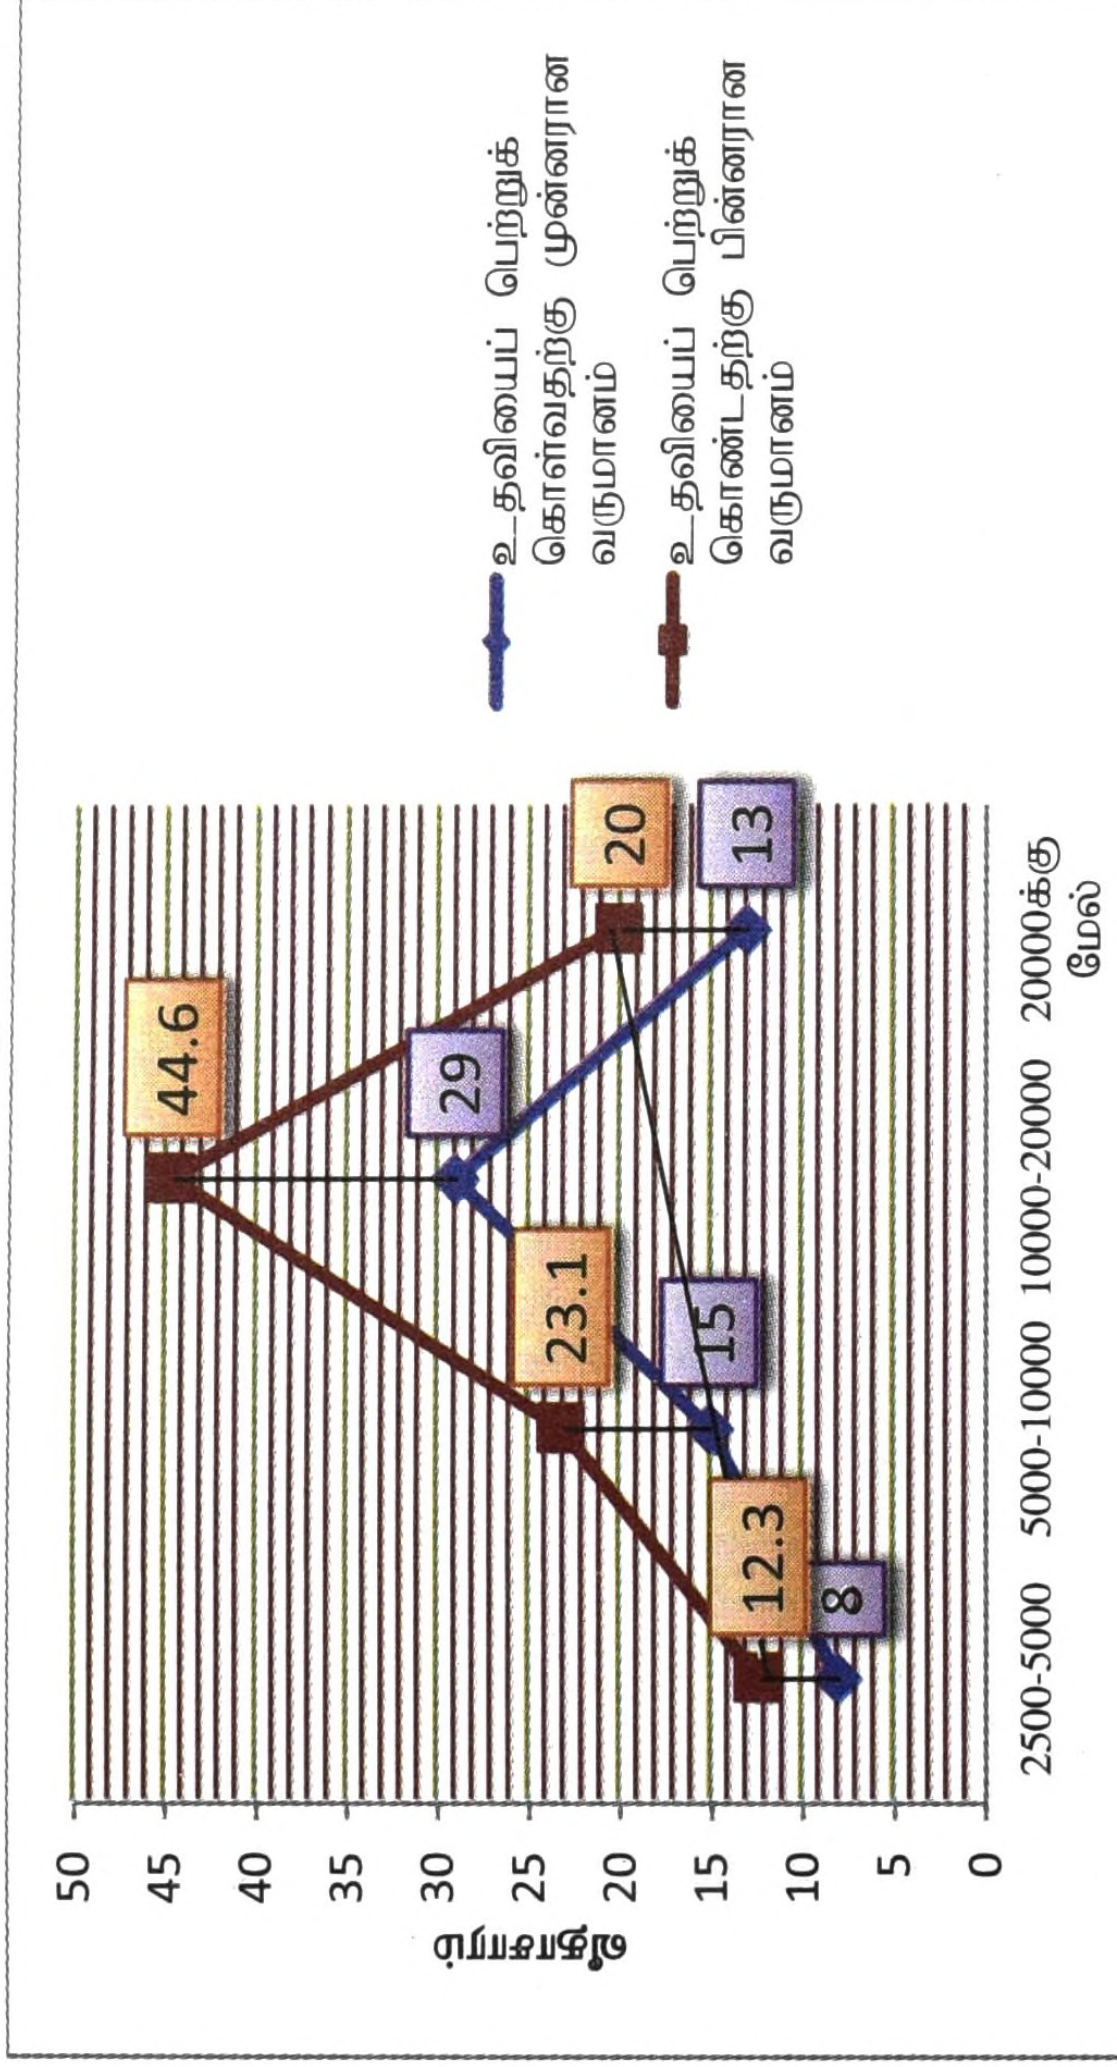 வீதாசாரம்
50
45
40
35
30
25
20
15
10
5
0
44.6
29
23.1
20
15
13
12.3
8
2500-5000 5000-10000 10000-20000 20000க்கு
மேல்
உதவியைப் பெற்றுக்
கொள்வதற்கு முன்னரான
வருமானம்
உதவியைப் பெற்றுக்
கொண்டதற்கு பின்னரான
வருமானம்